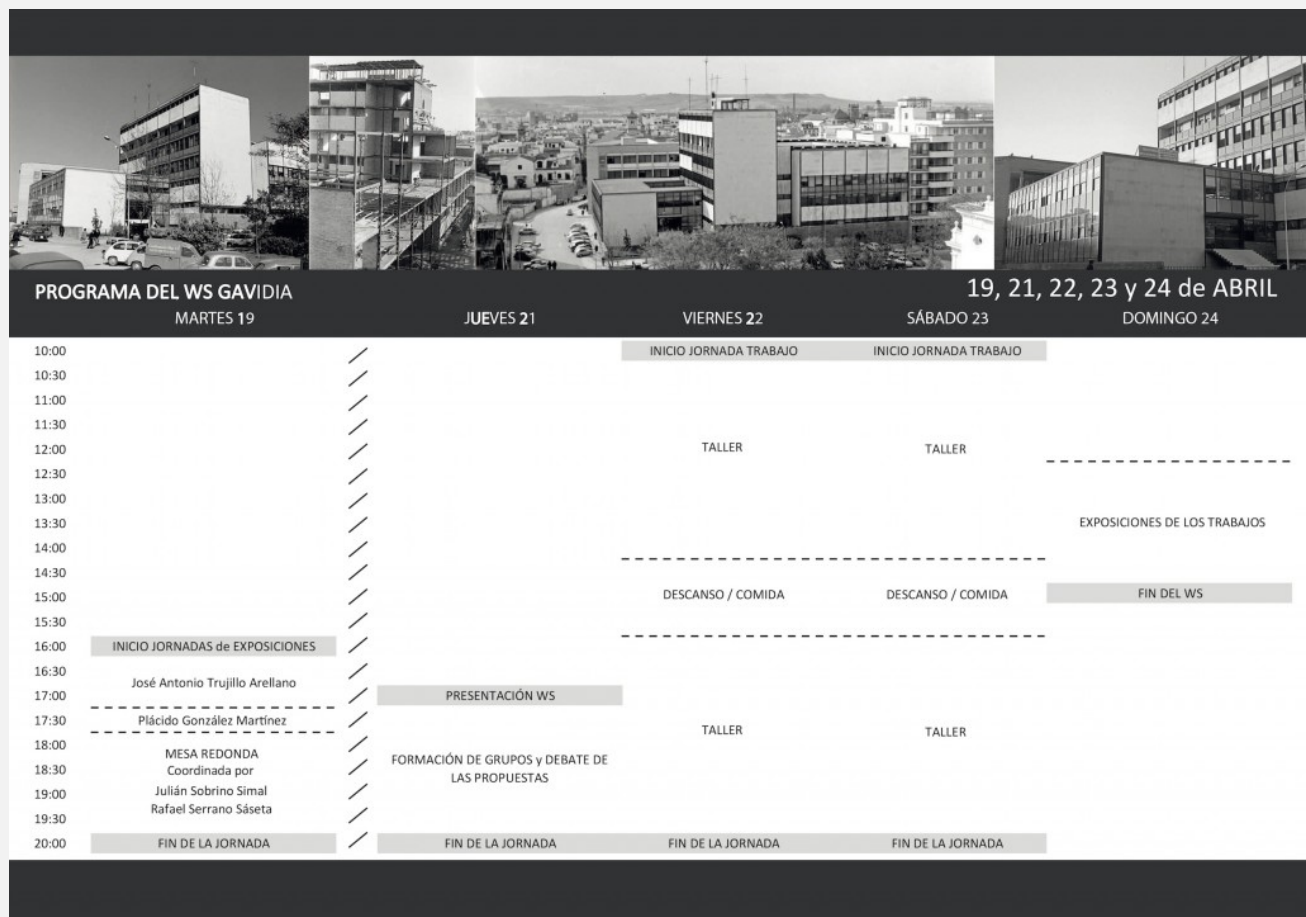 PROGRAMA DEL WS GAVIDIA
19, 21, 22, 23 y 24 de ABRIL
MARTES 19
JUEVES 21
VIERNES 22
SÁBADO 23
DOMINGO 24
10:00
INICIO JORNADA TRABAJO
INICIO JORNADA TRABAJO
10:30
11:00
11:30
12:00
TALLER
TALLER
12:30
13:00
13:30
EXPOSICIONES DE LOS TRABAJOS
14:00
14:30
15:00
DESCANSO / COMIDA
DESCANSO / COMIDA
FIN DEL WS
15:30
16:00
INICIO JORNADAS de EXPOSICIONES
16:30
José Antonio Trujillo Arellano
17:00
PRESENTACIÓN WS
17:30
Plácido González Martínez
TALLER
TALLER
18:00
MESA REDONDA
FORMACIÓN DE GRUPOS y DEBATE DE
LAS PROPUESTAS
18:30
Coordinada por
19:00
Julián Sobrino Simal
Rafael Serrano Sáseta
19:30
20:00
FIN DE LA JORNADA
FIN DE LA JORNADA
FIN DE LA JORNADA
FIN DE LA JORNADA